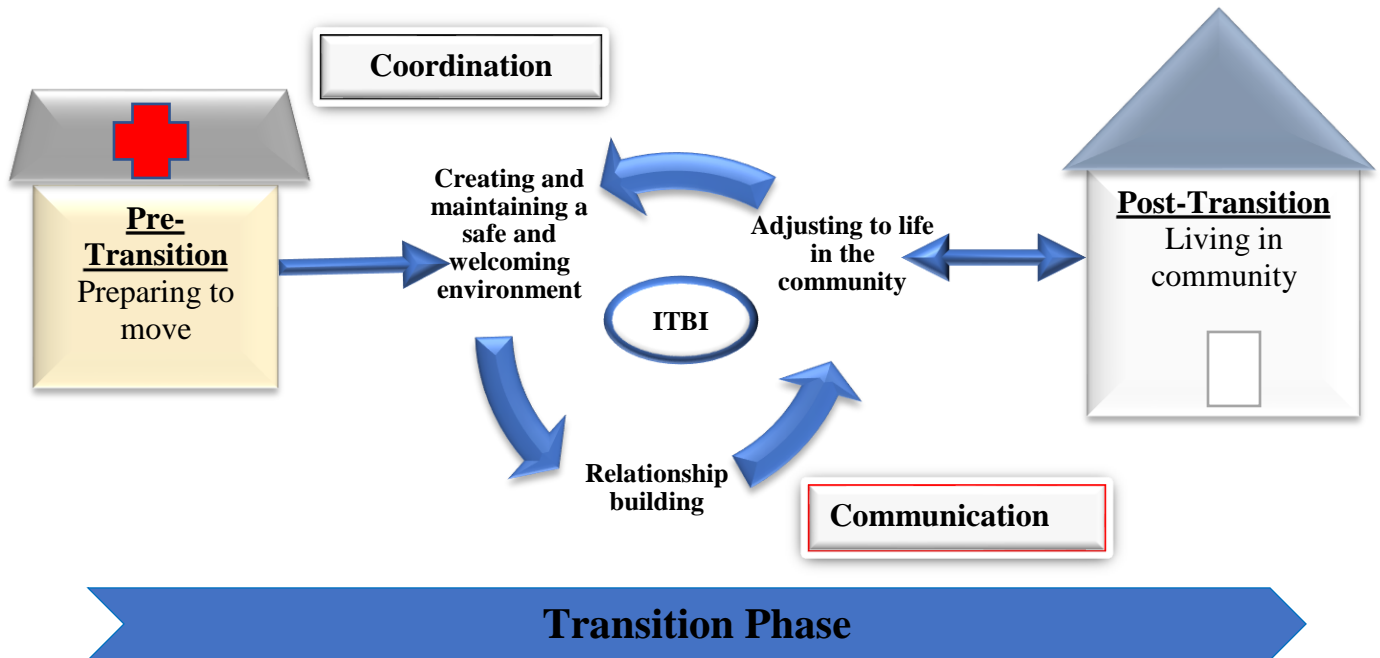 Coordination
Pre-
Transition
Preparing to
move
Creating and
maintaining a
safe and
welcoming
environment
Adjusting to life
in the
community
ITBI
Relationship
building
Post-Transition
Living in
community
Communication
Transition Phase